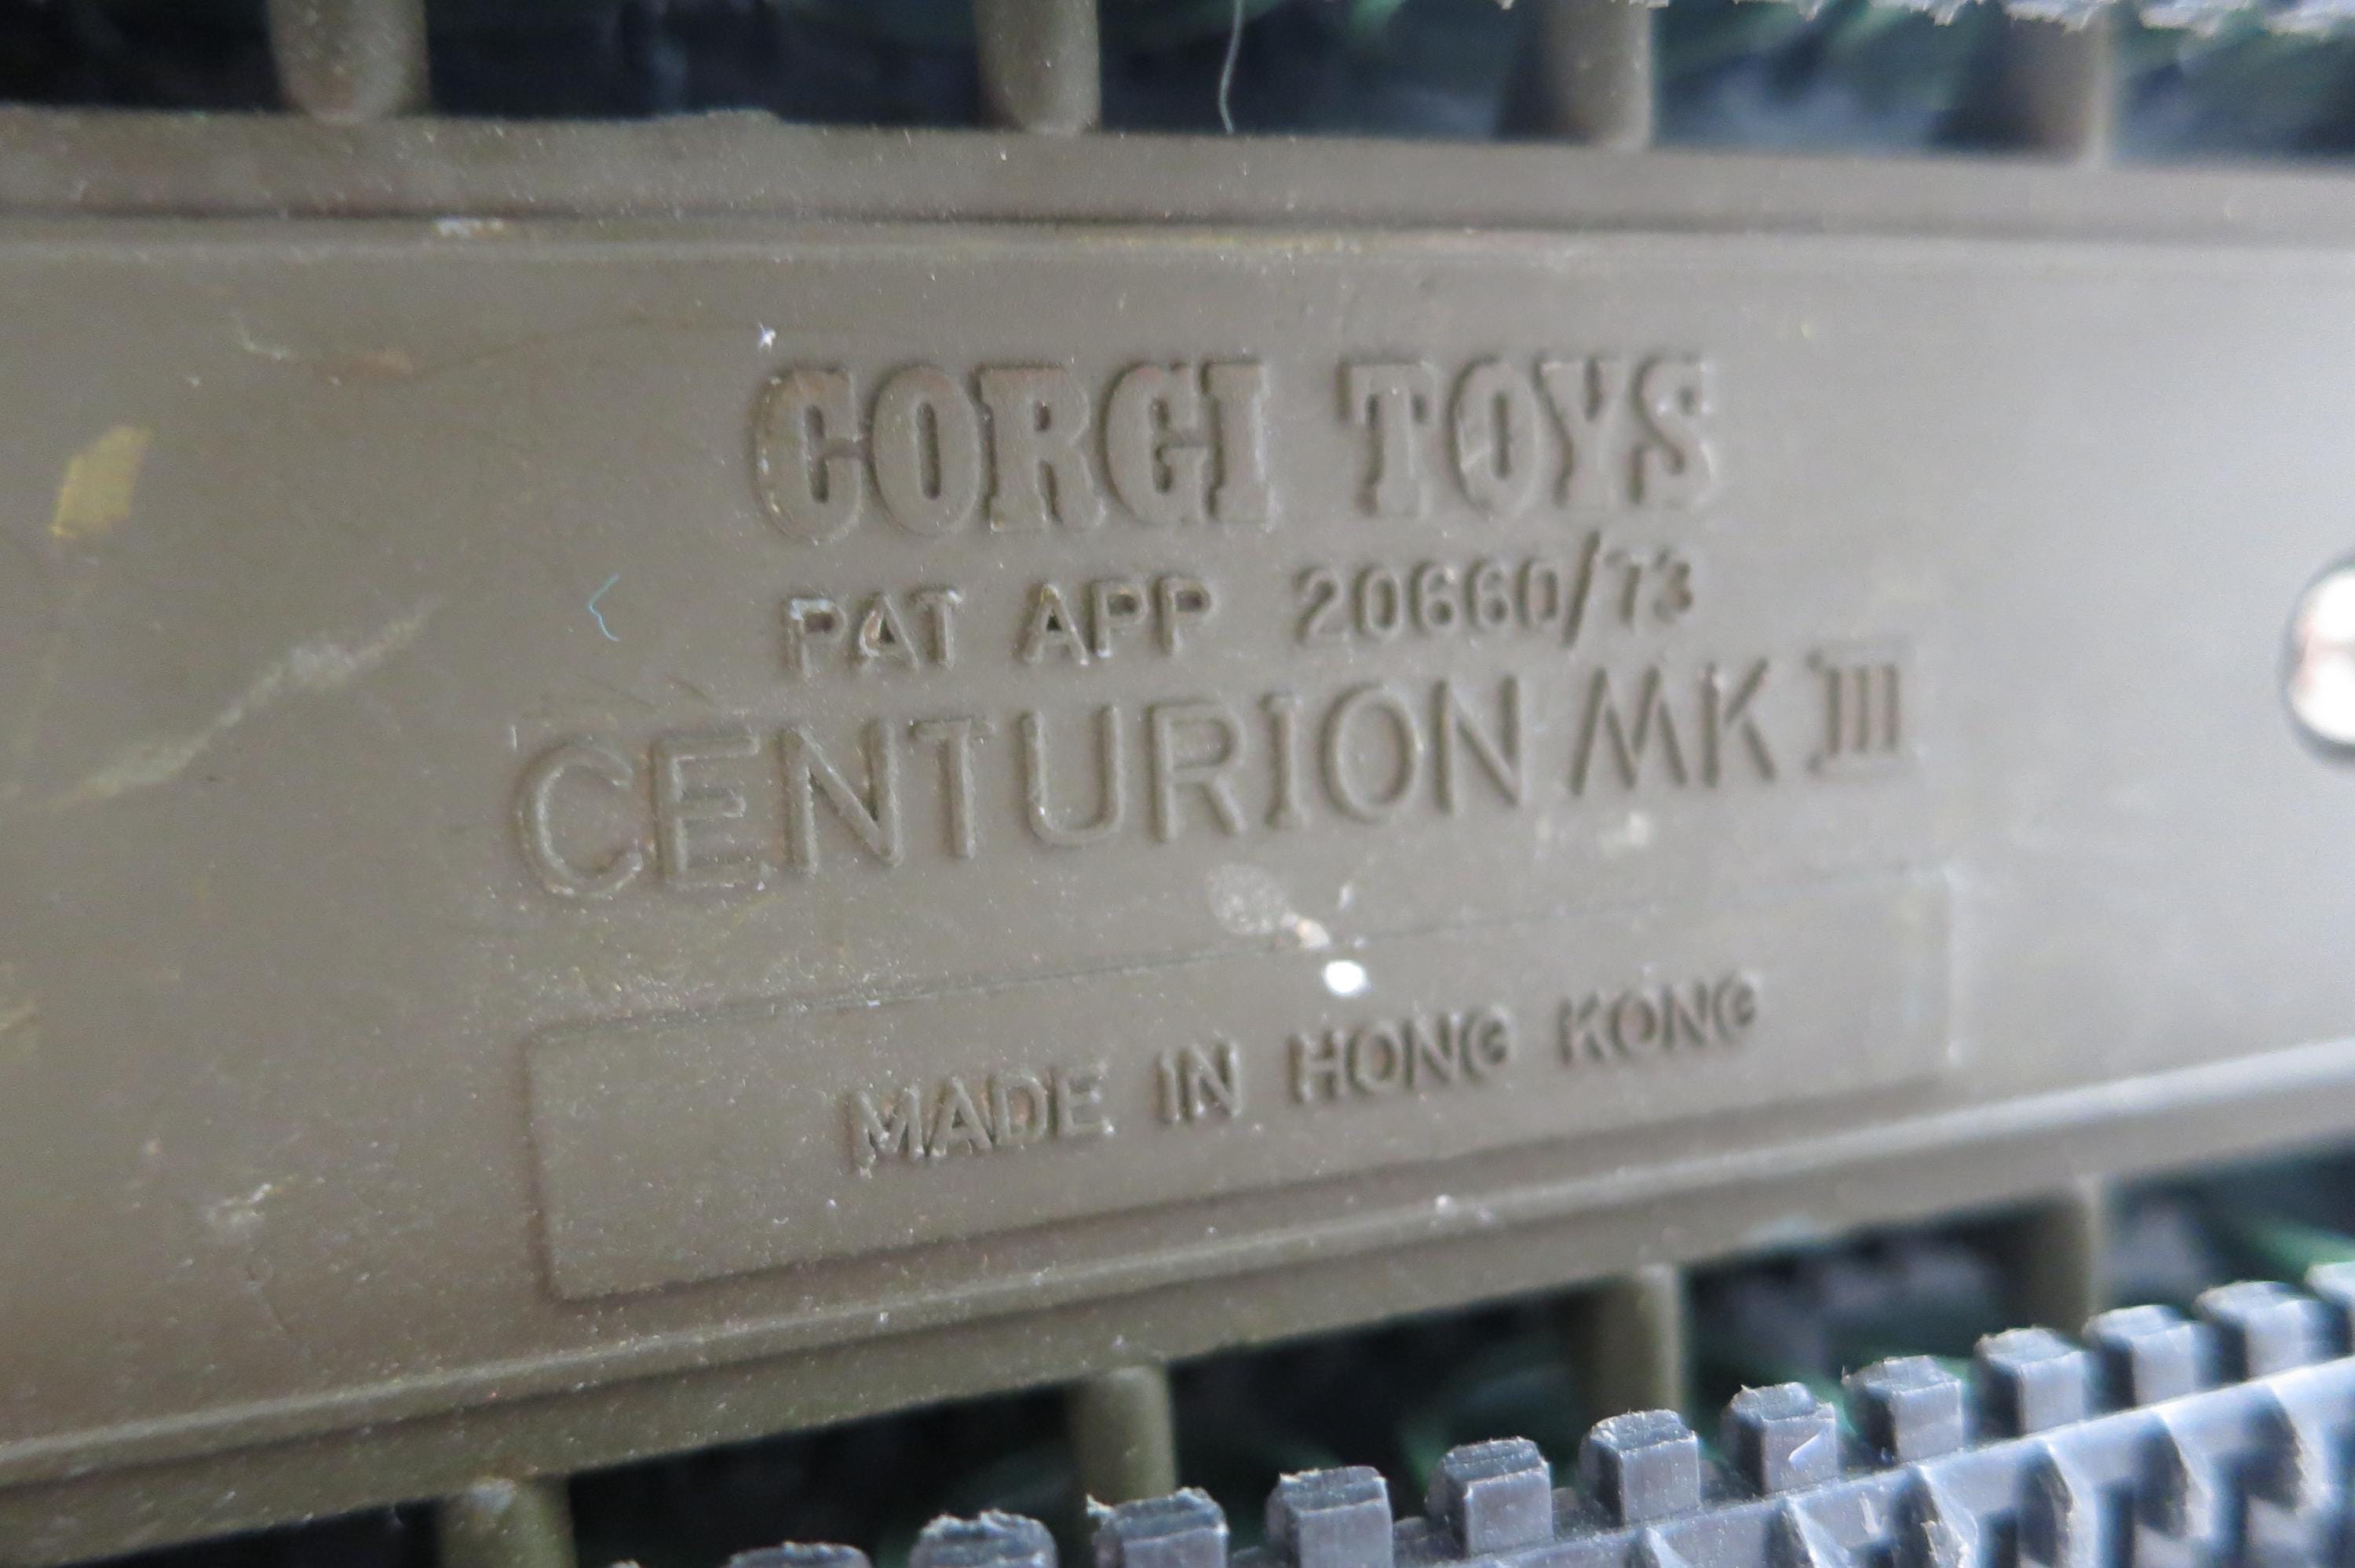 CORGI TOYS
PAT APP 20660/73
CENTURION MK III
MADE IN HONG KONG